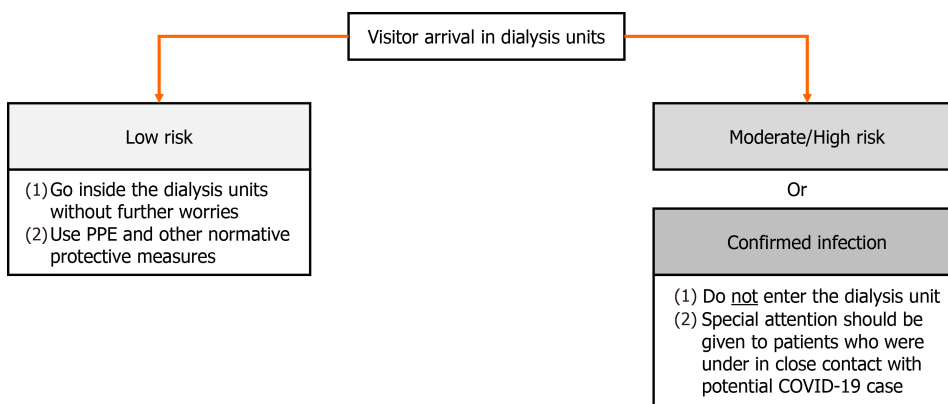 Visitor arrival in dialysis units
Low risk
(1) Go inside the dialysis units
without further worries
(2) Use PPE and other normative
protective measures
Moderate/High risk
Or
Confirmed infection
(1) Do not enter the dialysis unit
(2) Special attention should be
given to patients who were
under in close contact with
potential COVID-19 case